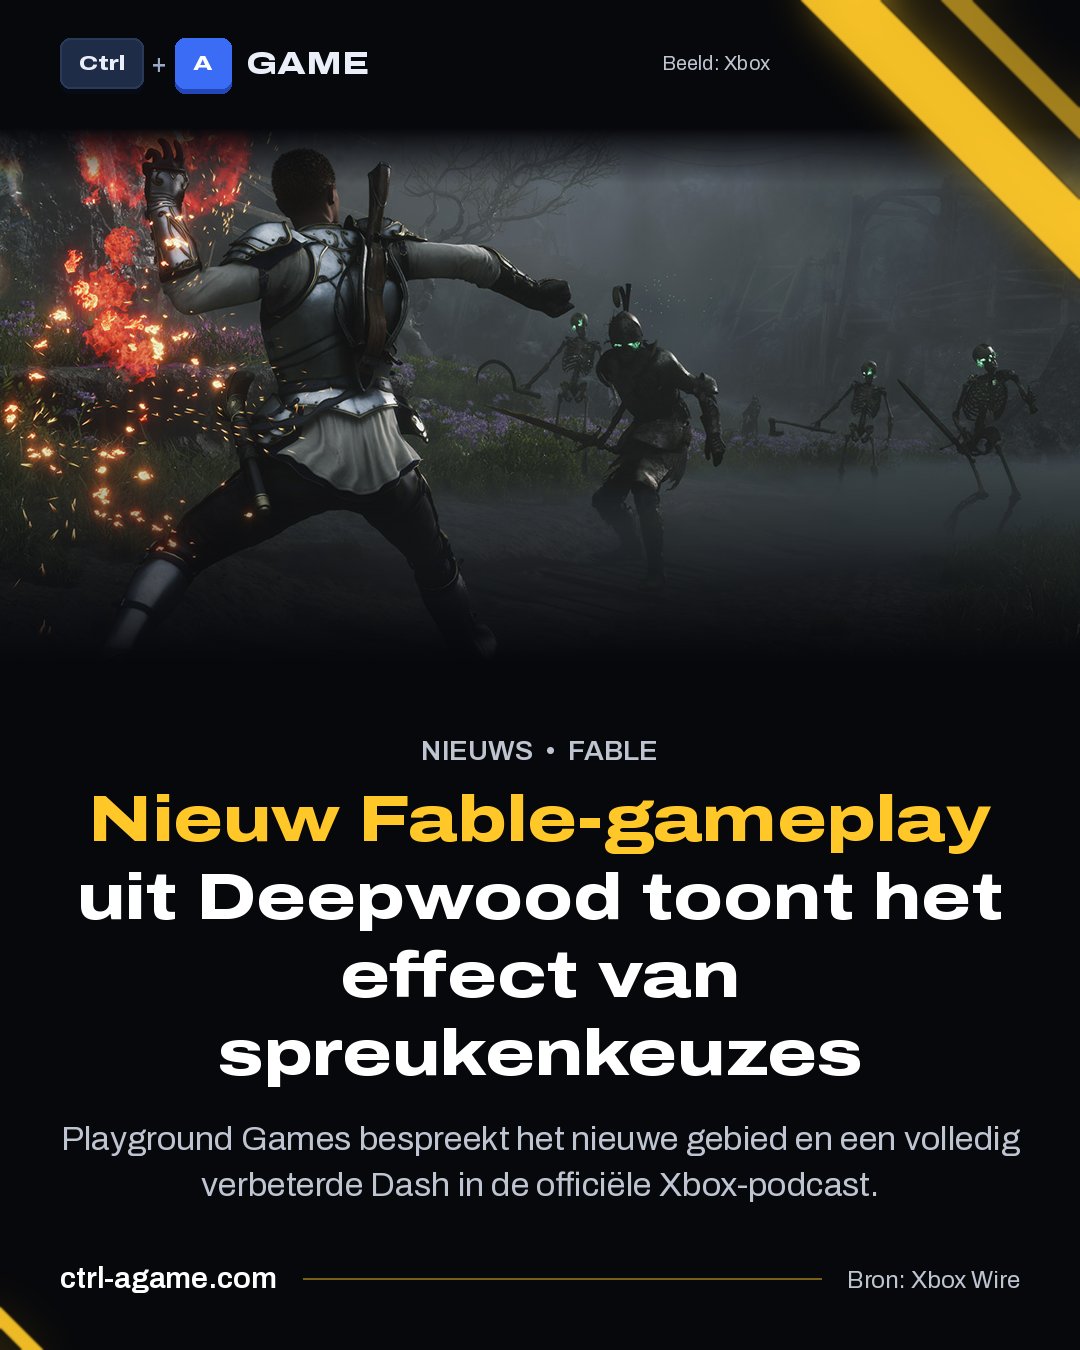 Ctrl + A GAME
Beeld: Xbox
NIEUWS • FABLE
Nieuw Fable-gameplay
uit Deepwood toont het
effect van
spreukenkeuzes
Playground Games bespreekt het nieuwe gebied en een volledig
verbeterde Dash in de officiële Xbox-podcast.
ctrl-agame.com
Bron: Xbox Wire